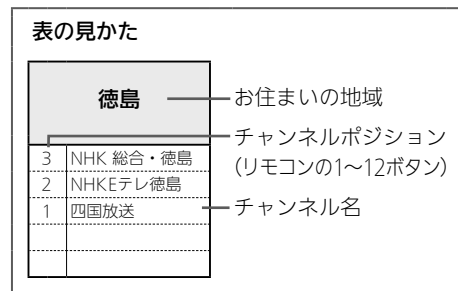 表の見かた
徳島
お住まいの地域
チャンネルポジション
(リモコンの1〜12ボタン)
3 NHK 総合・徳島
2 NHKEテレ徳島
1 四国放送
チャンネル名